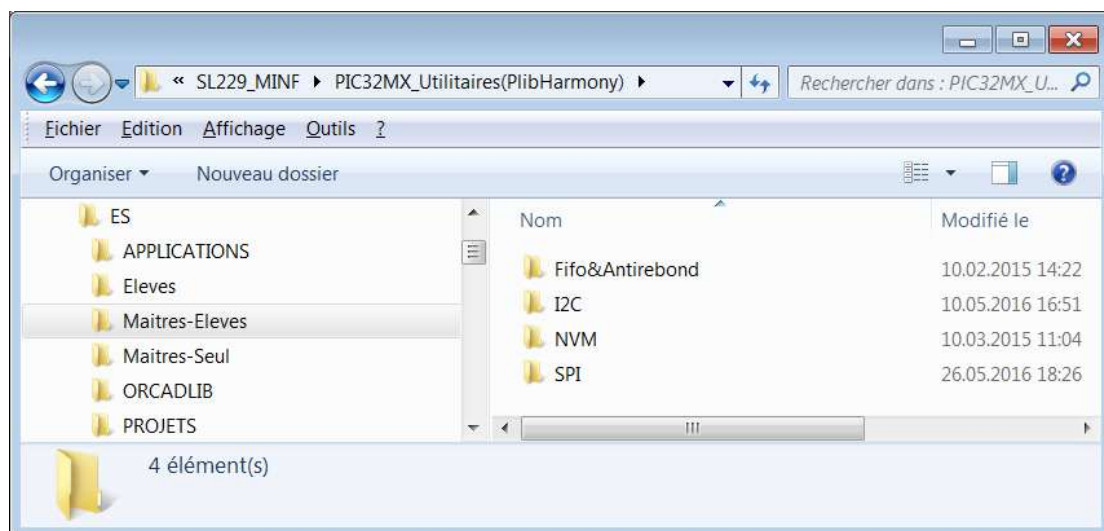 « SL229_MINF ▸ PIC32MX_Utilitaires(PlibHarmony) ▸ Rechercher dans : PIC32MX_U...
Fichier Edition Affichage Outils ?
Organiser Nouveau dossier
ES Nom Modifié le
APPLICATIONS Fifo&Antirebond 10.02.2015 14:22
Eleves I2C 10.05.2016 16:51
Maitres-Eleves NVM 10.03.2015 11:04
Maitres-Seul SPI 26.05.2016 18:26
ORCADLIB
PROJETS
4 élément(s)